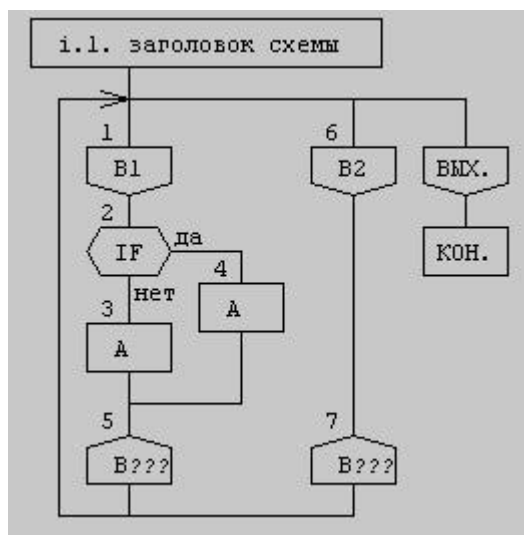 i.1. заголовок схемы
1
6
B1
B2
ВЫХ.
2
да
IF
4
КОН.
нет
3
A
A
5
7
B???
B???